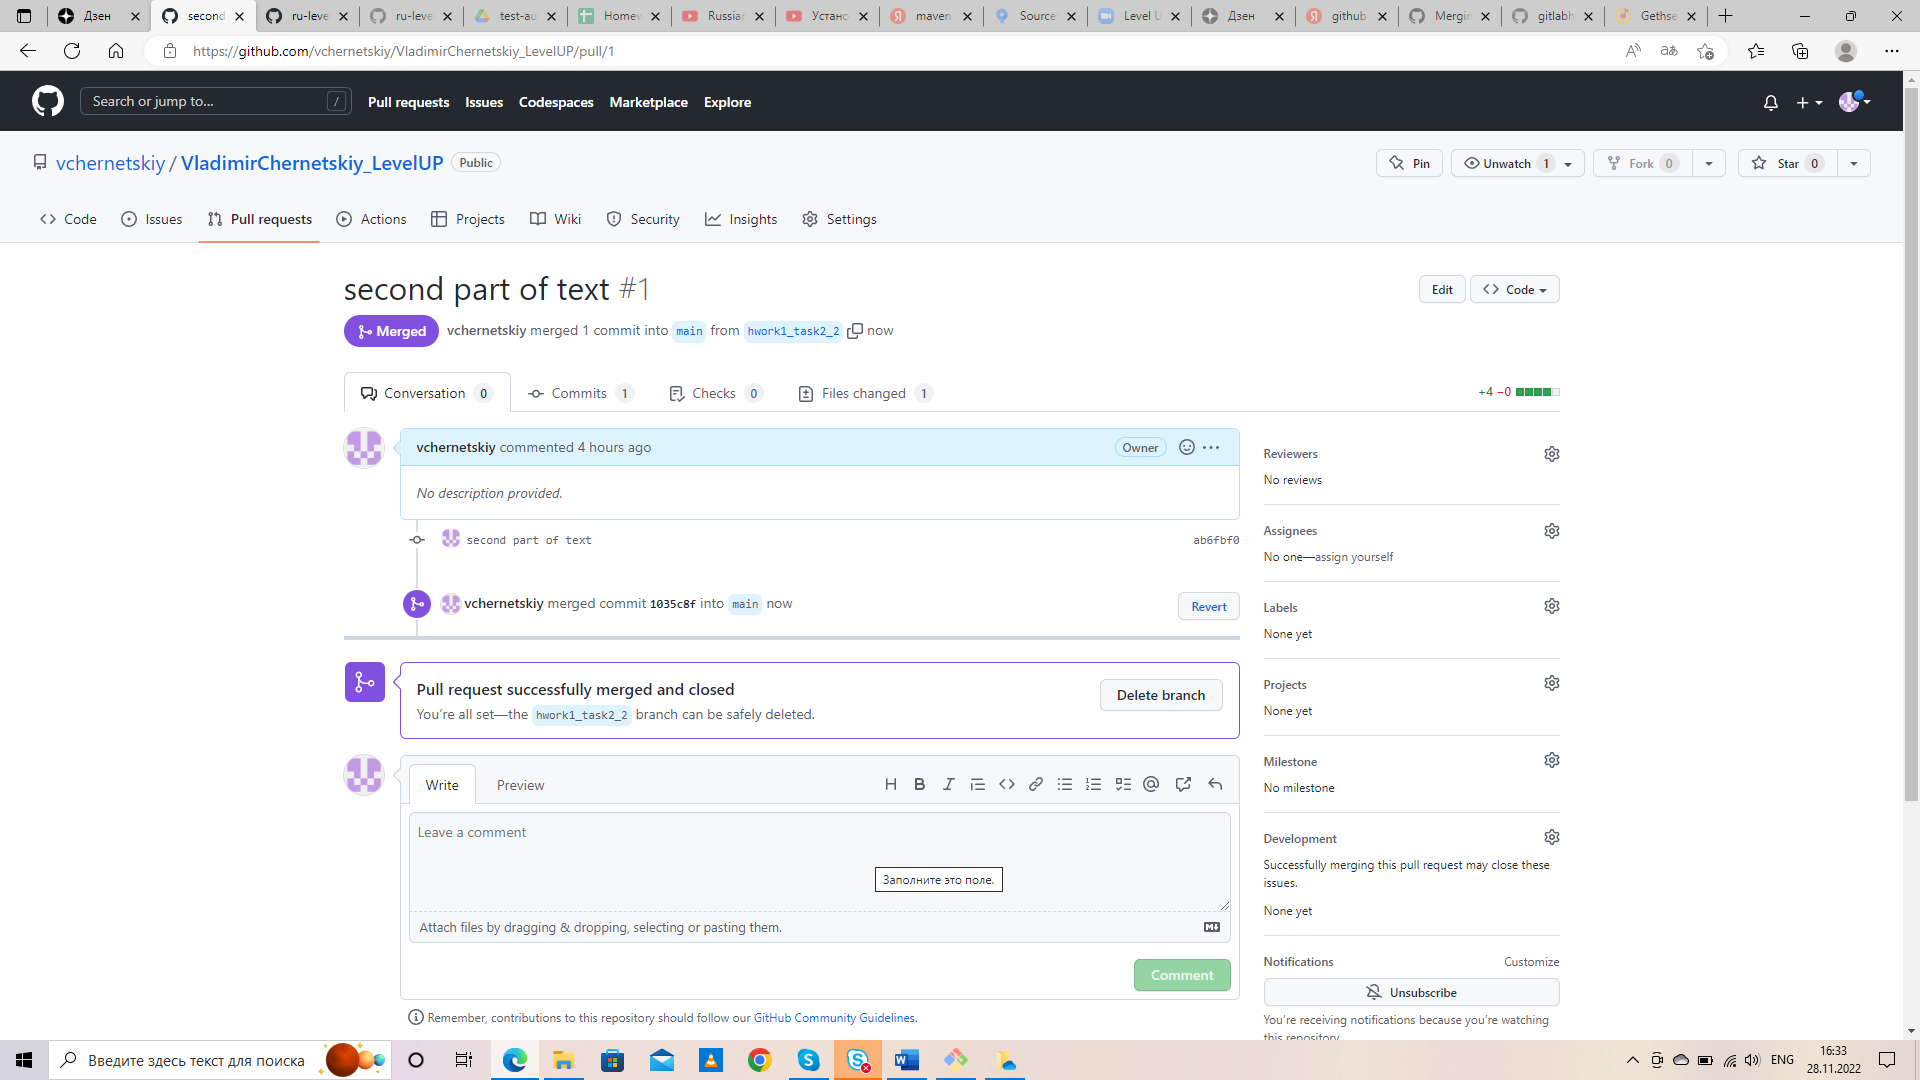 Дзен
second
ru-leve
ru-leve
test-au
Homew
Russian
Устано
maven
Source
Level U
Дзен
github
Mergin
gitlabh
Gethse
https://github.com/vchernetskiy/VladimirChernetskiy_LevelUP/pull/1
Search or jump to... /
Pull requests Issues Codespaces Marketplace Explore
vchernetskiy / VladimirChernetskiy_LevelUP Public
Pin Unwatch 1 Fork 0 Star 0
Code Issues Pull requests Actions Projects Wiki Security Insights Settings
second part of text #1
Edit Code
Merged vchernetskiy merged 1 commit into main from hwork1_task2_2 now
Conversation 0 Commits 1 Checks 0 Files changed 1
+4 −0
vchernetskiy commented 4 hours ago Owner
No description provided.
second part of text ab6fbf0
vchernetskiy merged commit 1035c8f into main now Revert
Pull request successfully merged and closed
You’re all set—the hwork1_task2_2 branch can be safely deleted.
Delete branch
Write Preview
Leave a comment
Заполните это поле.
Attach files by dragging & dropping, selecting or pasting them.
Comment
Remember, contributions to this repository should follow our GitHub Community Guidelines.
Reviewers
No reviews
Assignees
No one—assign yourself
Labels
None yet
Projects
None yet
Milestone
No milestone
Development
Successfully merging this pull request may close these
issues.
None yet
Notifications Customize
Unsubscribe
You’re receiving notifications because you’re watching
this repository.
Введите здесь текст для поиска
ENG
16:33
28.11.2022